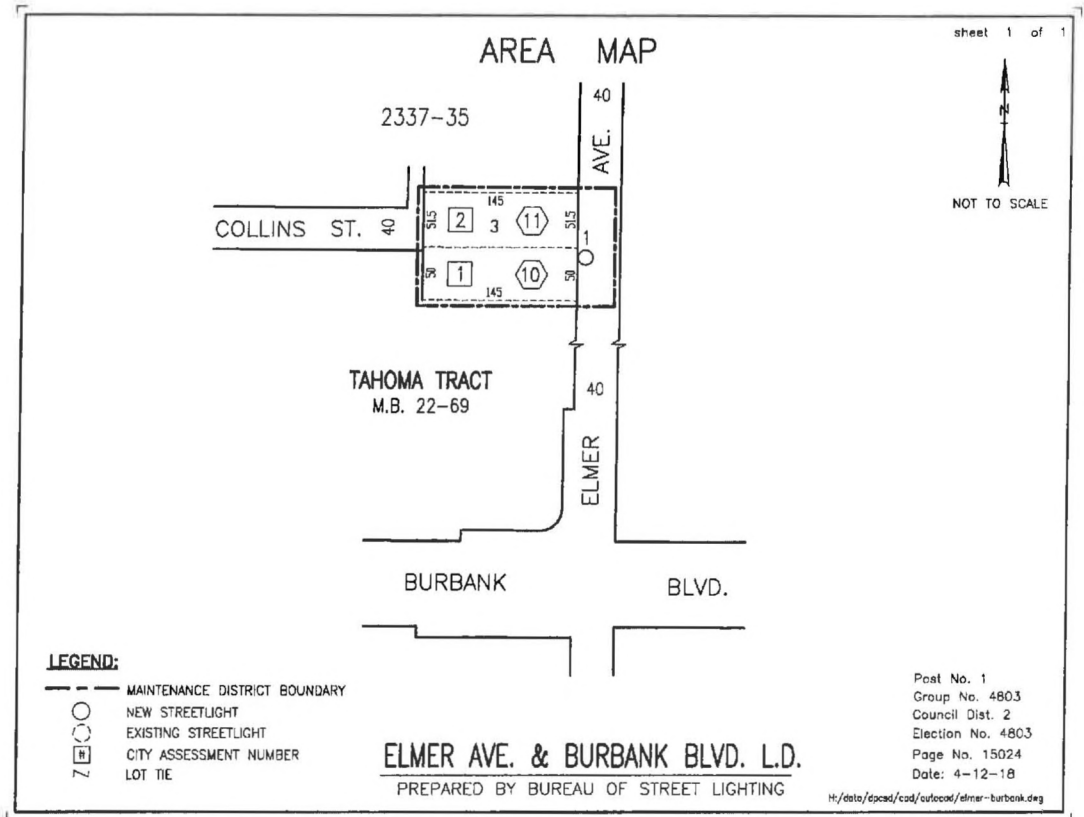 sheet 1 of 1
AREA MAP
N
NOT TO SCALE
2337-35
40
AVE.
COLLINS ST. 40
145
51.5 2 3 11 51.5
1
50 1 10 50
145
TAHOMA TRACT
M.B. 22-69
40
ELMER
BURBANK BLVD.
LEGEND:
MAINTENANCE DISTRICT BOUNDARY
NEW STREETLIGHT
EXISTING STREETLIGHT
# CITY ASSESSMENT NUMBER
LOT TIE
ELMER AVE. & BURBANK BLVD. L.D.
PREPARED BY BUREAU OF STREET LIGHTING
Post No. 1
Group No. 4803
Council Dist. 2
Election No. 4803
Page No. 15024
Date: 4-12-18
H:/data/dpcad/cad/autocad/elmer-burbank.dwg